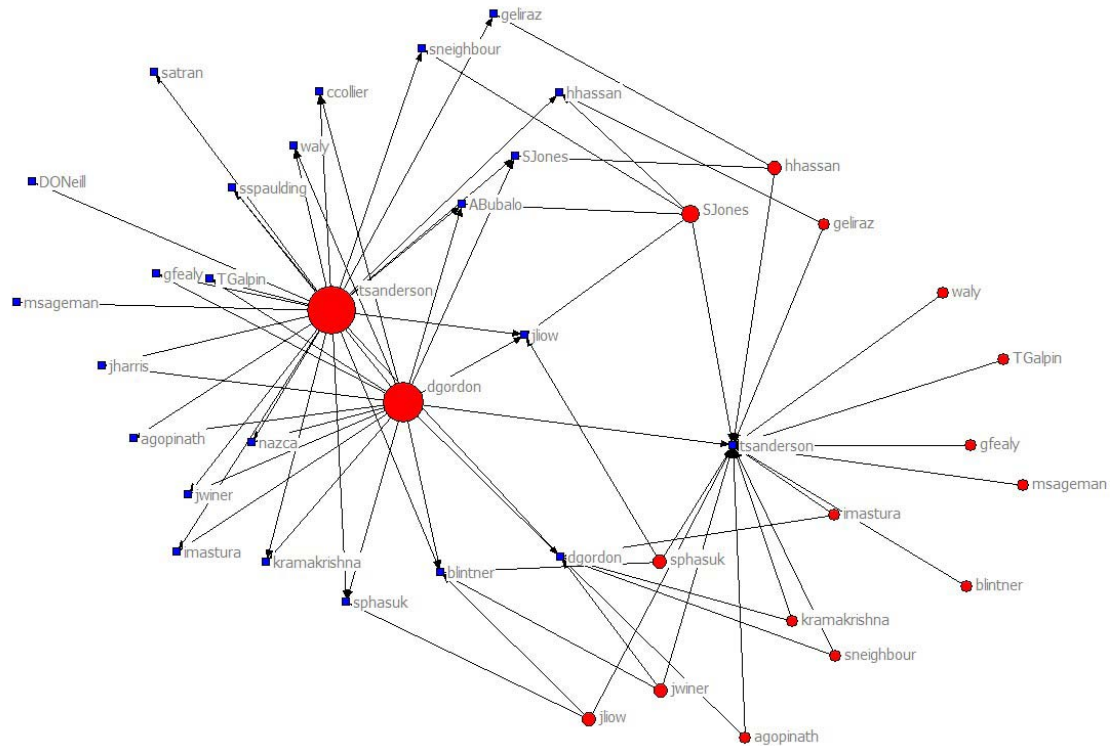 geliraz
sneighbour
satran
ccollier
hhassan
waly
SJones
hhassan
DONeill
sspaulding
ABubalo
SJones
geliraz
gfealy
TGalpin
tsanderson
waly
msageman
jliow
TGalpin
jharris
dgordon
agopinath
nazca
tsanderson
gfealy
msageman
jwiner
imastura
imastura
kramakrishna
dgordon
sphasuk
blintner
blintner
sphasuk
kramakrishna
sneighbour
jwiner
jliow
agopinath